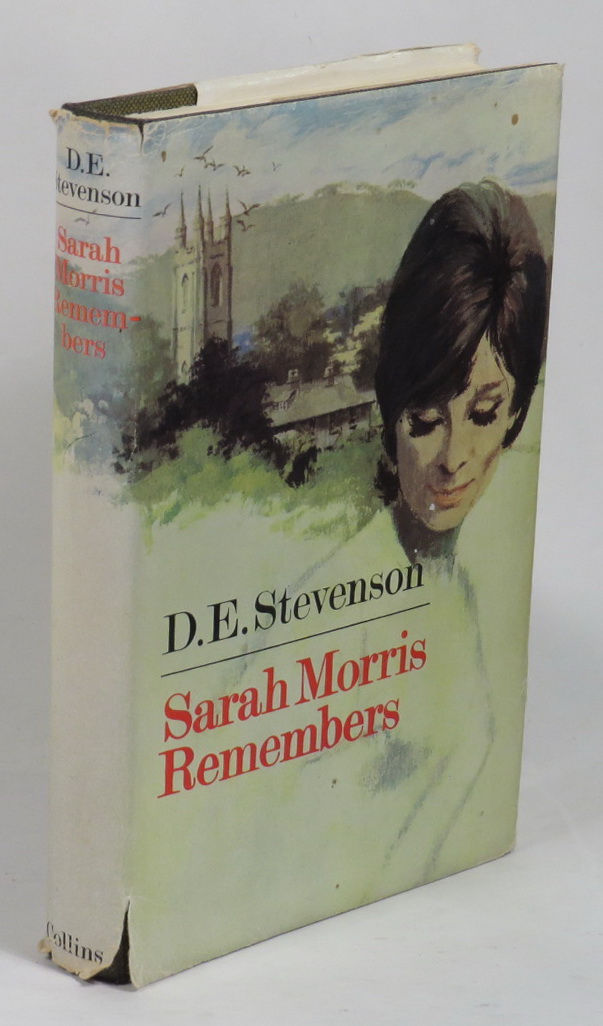 D.E.
Stevenson
Sarah
Morris
Remem-
bers
Collins
D.E. Stevenson
Sarah Morris
Remembers